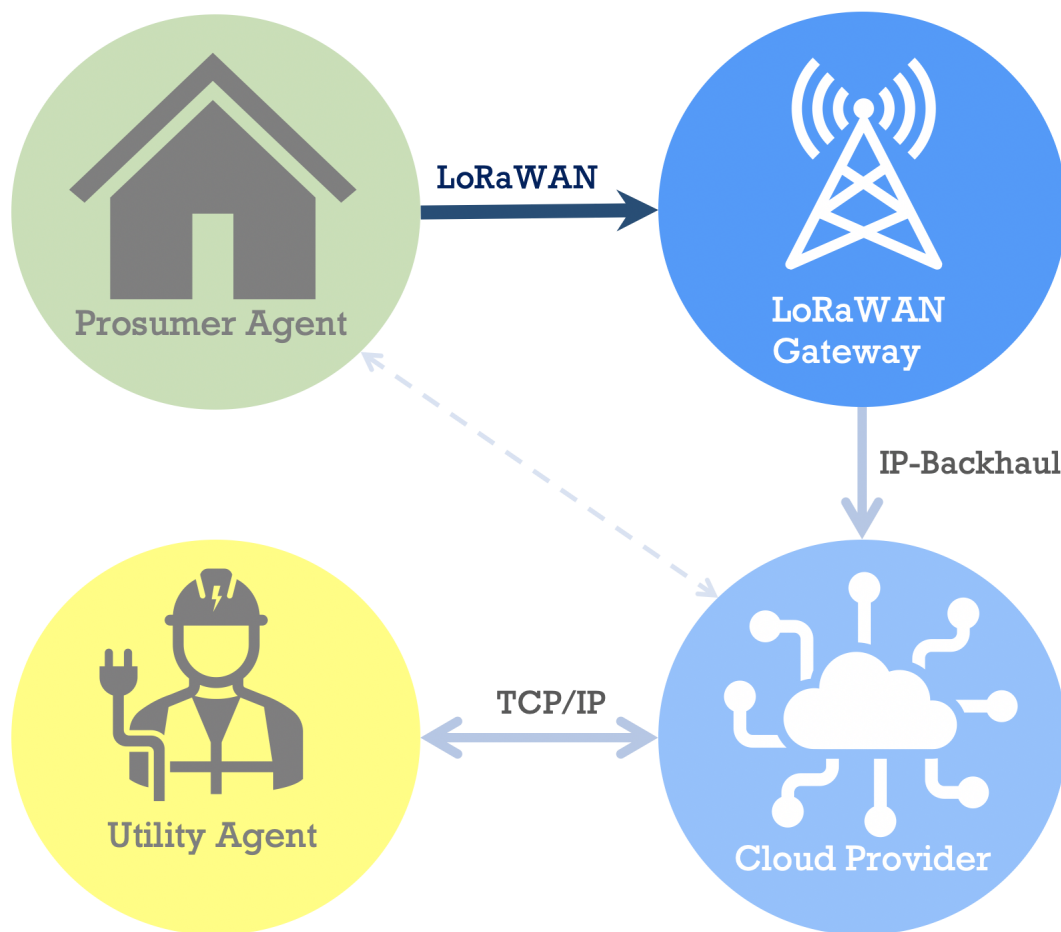 LoRaWAN
Prosumer Agent
LoRaWAN
Gateway
IP-Backhaul
TCP/IP
Utility Agent
Cloud Provider